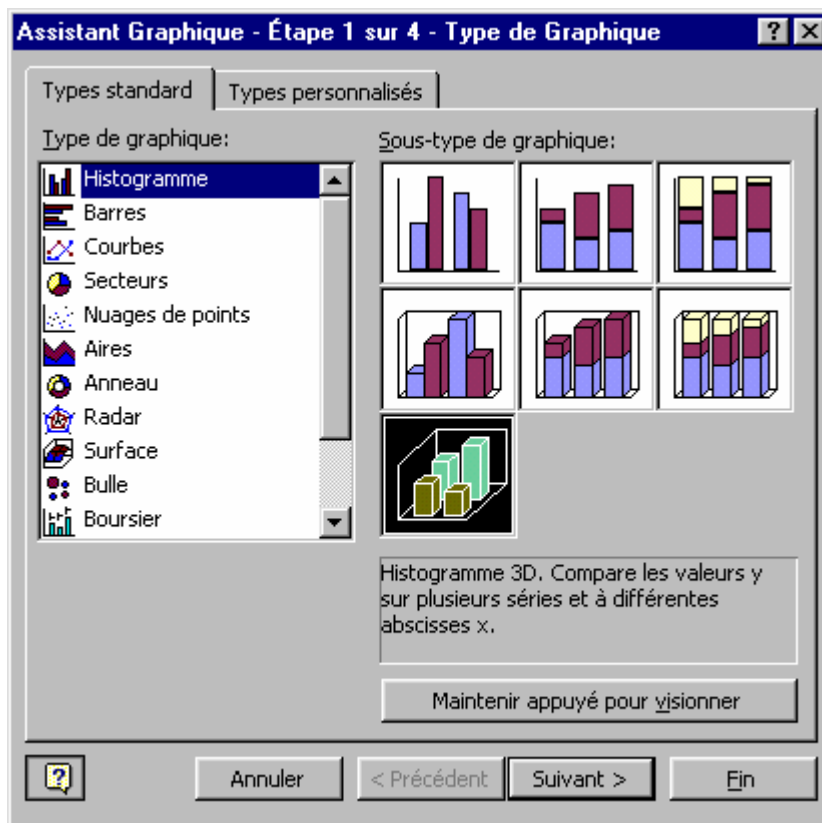 Assistant Graphique - Étape 1 sur 4 - Type de Graphique
Types standard
Types personnalisés
Type de graphique:
Histogramme
Barres
Courbes
Secteurs
Nuages de points
Aires
Anneau
Radar
Surface
Bulle
Boursier
Sous-type de graphique:
Histogramme 3D. Compare les valeurs y
sur plusieurs séries et à différentes
abscisses x.
Maintenir appuyé pour visionner
Annuler
< Précédent
Suivant >
Fin